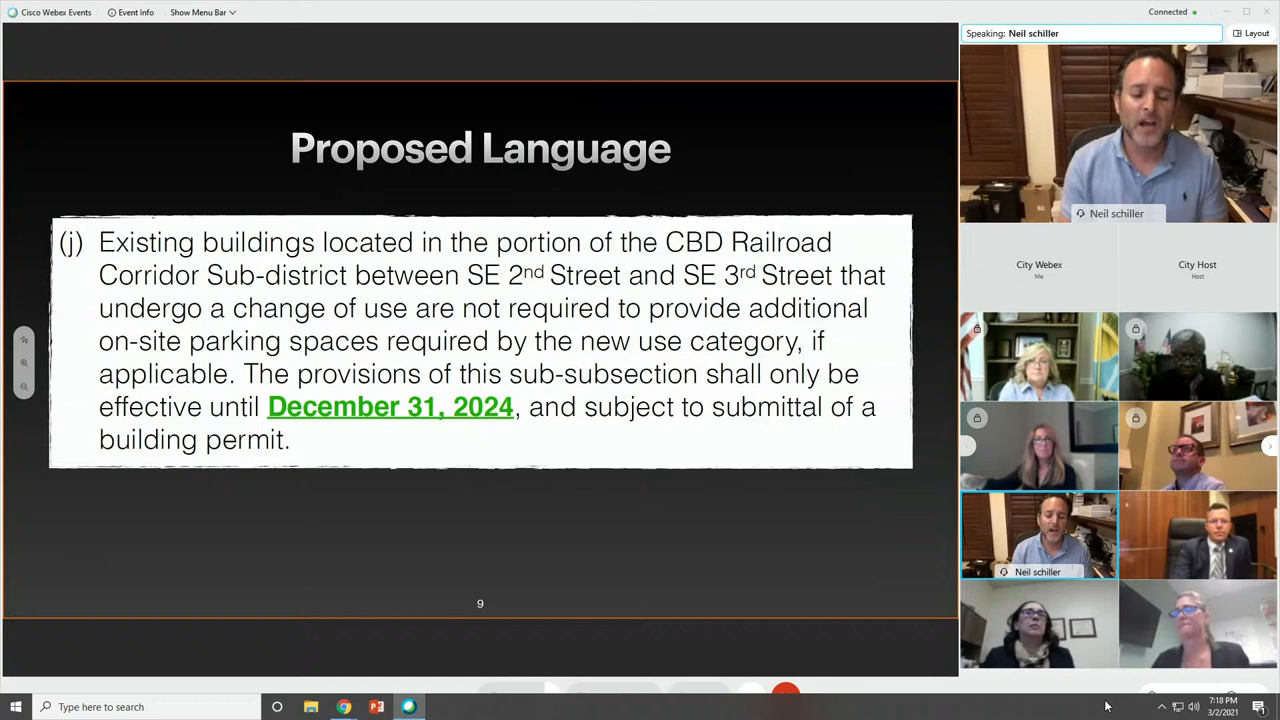 Cisco Webex Events
Event Info
Show Menu Bar
Connected
Speaking: Neil schiller
Layout
Proposed Language
(j) Existing buildings located in the portion of the CBD Railroad
Corridor Sub-district between SE 2nd Street and SE 3rd Street that
undergo a change of use are not required to provide additional
on-site parking spaces required by the new use category, if
applicable. The provisions of this sub-subsection shall only be
effective until December 31, 2024, and subject to submittal of a
building permit.
9
Neil schiller
City Webex
Me
City Host
Host
Neil schiller
Type here to search
7:18 PM
3/2/2021
1